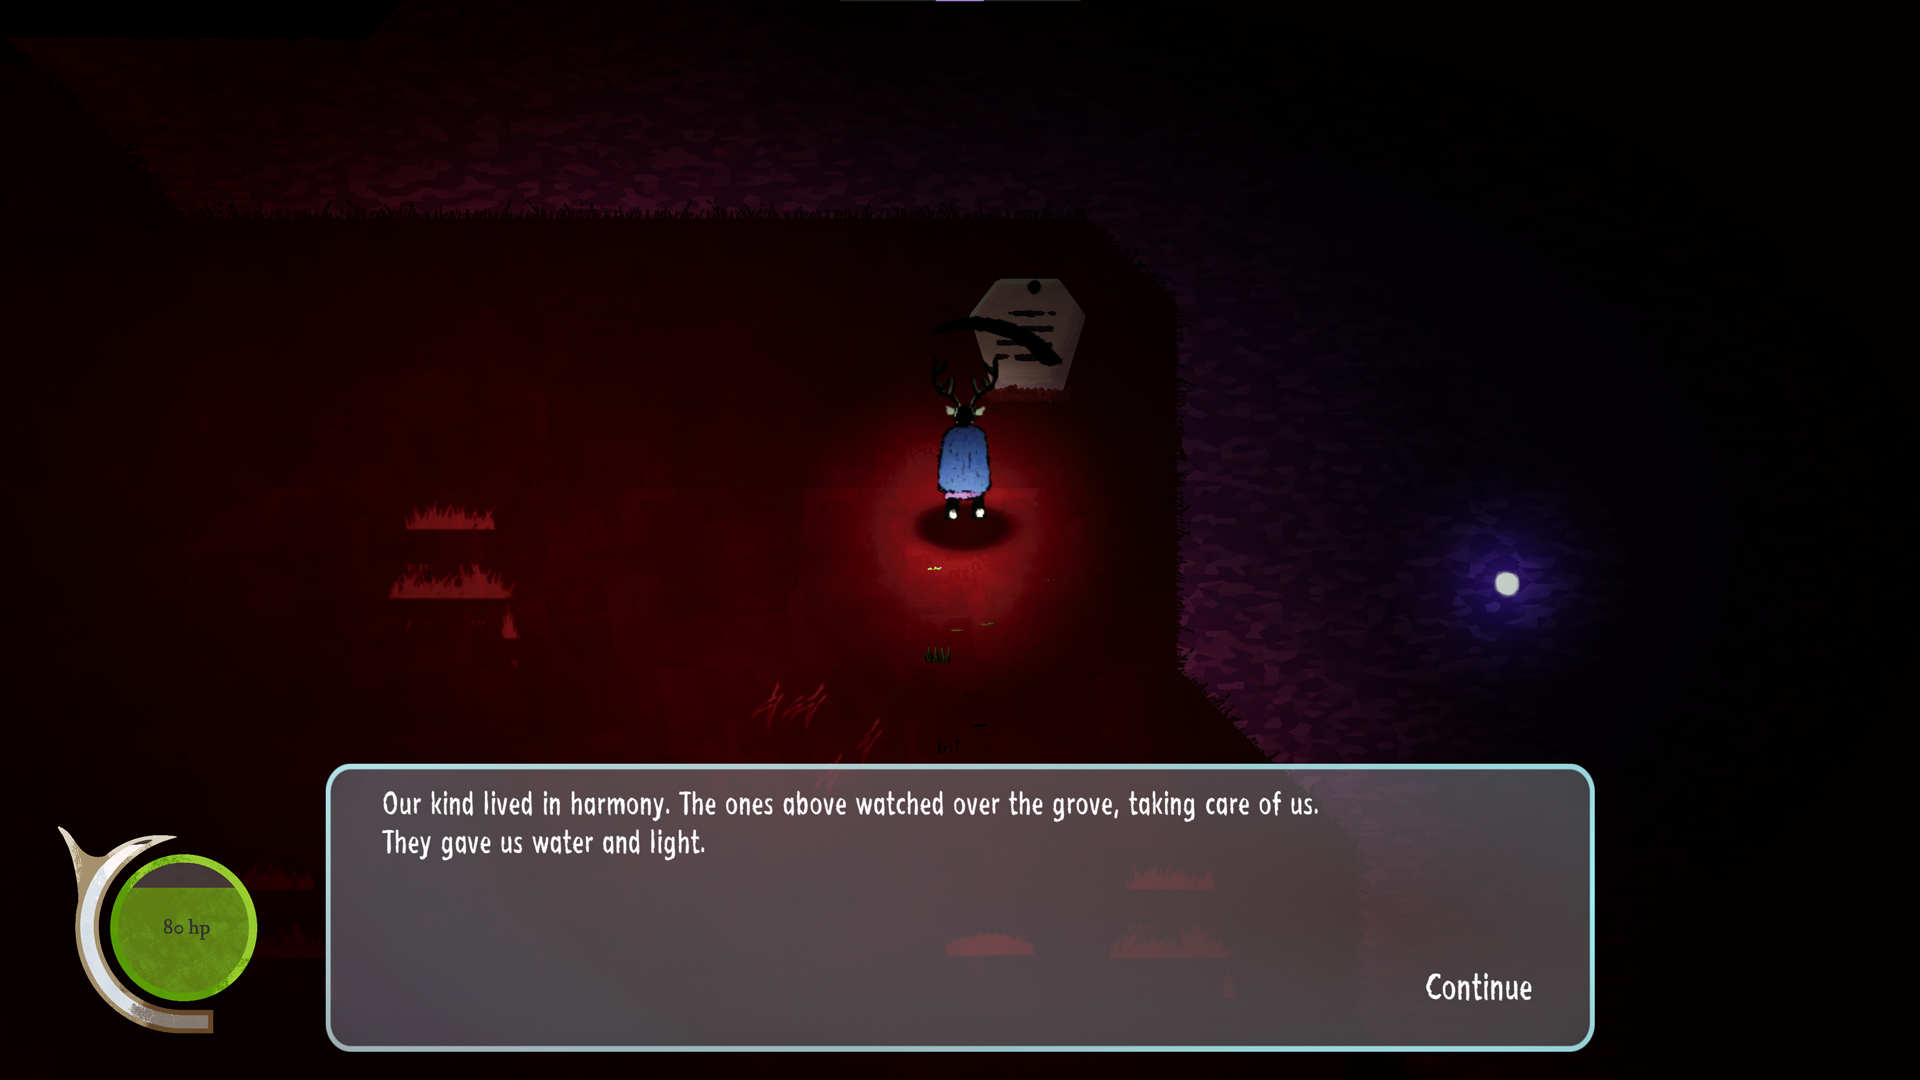 Our kind lived in harmony. The ones above watched over the grove, taking care of us.
They gave us water and light.
80 hp
Continue